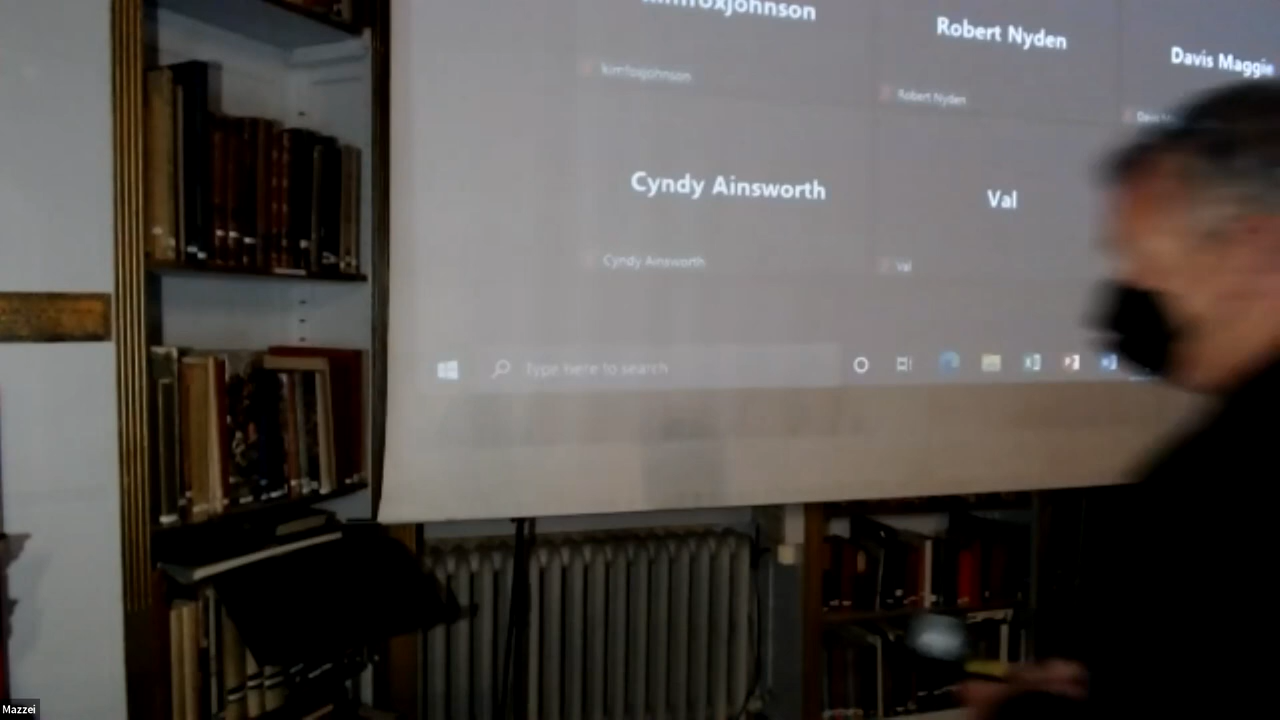 kimfoxjohnson
Robert Nyden
Davis Maggie
kimfoxjohnson
Robert Nyden
Cyndy Ainsworth
Val
Cyndy Ainsworth
Val
Type here to search
Mazzei